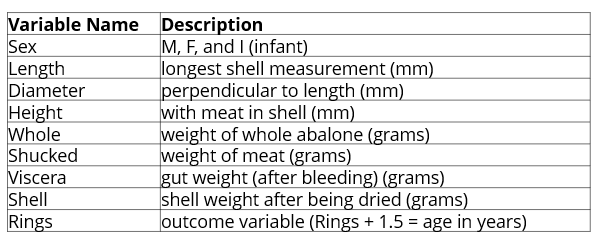 Variable Name Description
Sex M, F, and I (infant)
Length longest shell measurement (mm)
Diameter perpendicular to length (mm)
Height with meat in shell (mm)
Whole weight of whole abalone (grams)
Shucked weight of meat (grams)
Viscera gut weight (after bleeding) (grams)
Shell shell weight after being dried (grams)
Rings outcome variable (Rings + 1.5 = age in years)